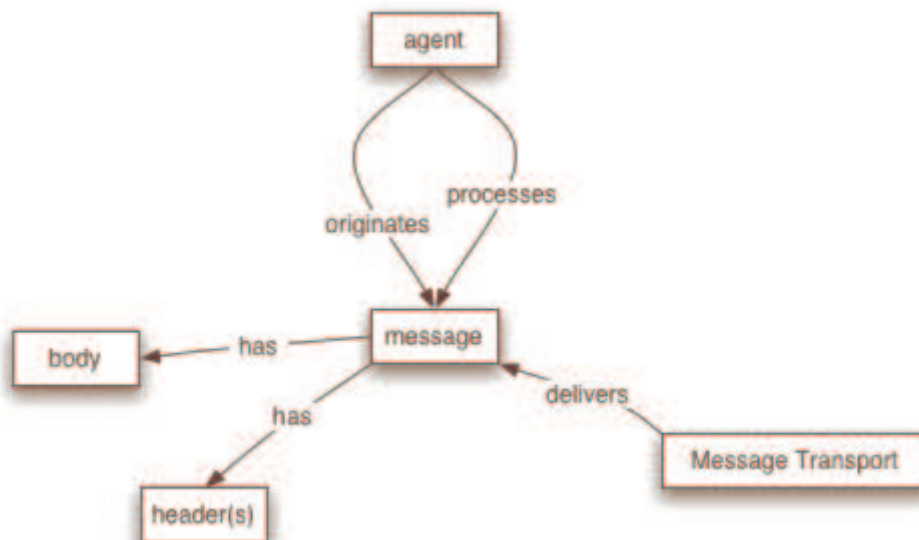 agent
processes
originates
message
has
body
delivers
has
Message Transport
header(s)